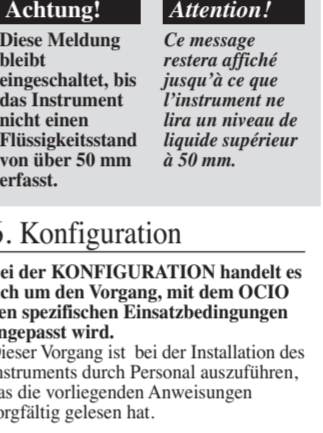 Achtung!
Diese Meldung
bleibt
eingeschaltet, bis
das Instrument
nicht einen
Flüssigkeitsstand
von über 50 mm
erfasst.
Attention!
Ce message
restera affiché
jusqu'à ce que
l'instrument ne
lira un niveau de
liquide supérieur
à 50 mm.
. Konfiguration
der KONFIGURATION handelt es
um den Vorgang, mit dem OCIO
spezifischen Einsatzbedingungen
wird.
Vorgang ist bei der Installation des
durch Personal auszuführen,
die vorliegenden Anweisungen
hat.